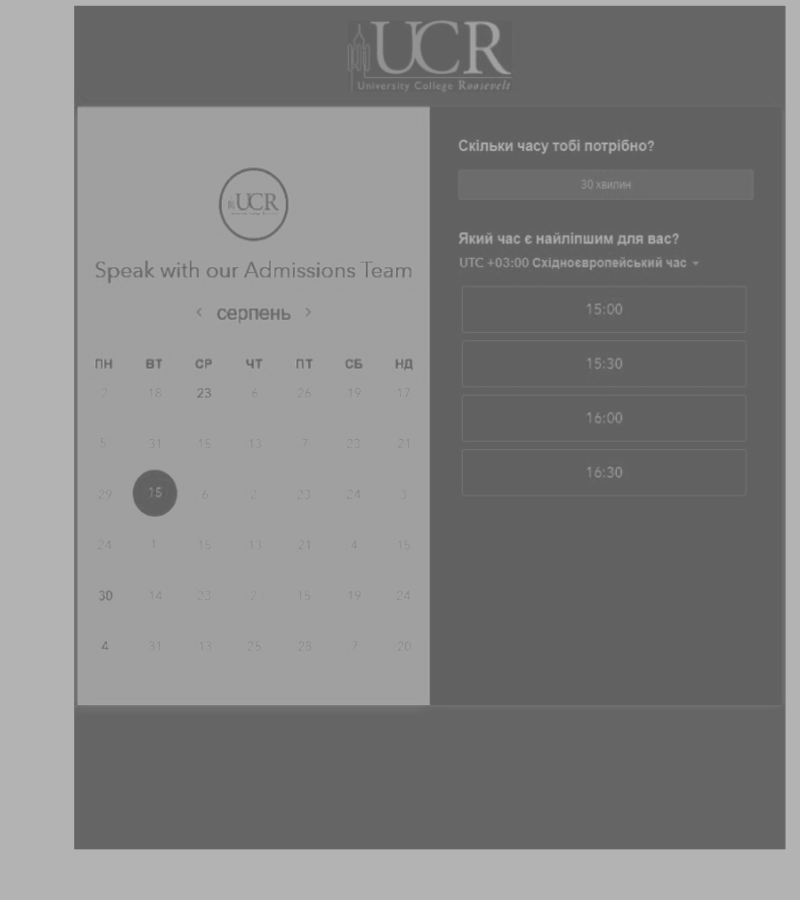 UCR
University College Roosevelt
UCR
Speak with our Admissions Team
‹ серпень ›
ПН ВТ СР ЧТ ПТ СБ НД
2 18 23 6 26 19 17
5 31 15 13 7 23 21
29 15 6 2 23 24 3
24 1 15 13 21 4 15
30 14 23 2 15 19 24
4 31 13 25 28 7 20
Скільки часу тобі потрібно?
30 хвилин
Який час є найліпшим для вас?
UTC +03:00 Східноєвропейський час
15:00
15:30
16:00
16:30